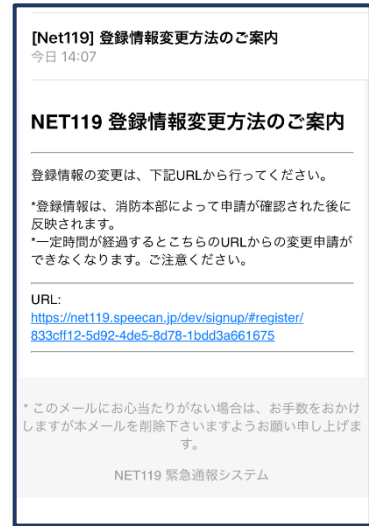 [Net119] 登録情報変更方法のご案内
今日 14:07
NET119 登録情報変更方法のご案内
登録情報の変更は、下記URLから行ってください。
*登録情報は、消防本部によって申請が確認された後に
反映されます。
*一定時間が経過するとこちらのURLからの変更申請が
できなくなります。ご注意ください。
URL:
https://net119.speecan.jp/dev/signup/#register/
833cff12-5d92-4de5-8d78-1bdd3a661675
* このメールにお心当たりがない場合は、お手数をおかけ
しますが本メールを削除下さいますようお願い申し上げま
す。
NET119 緊急通報システム